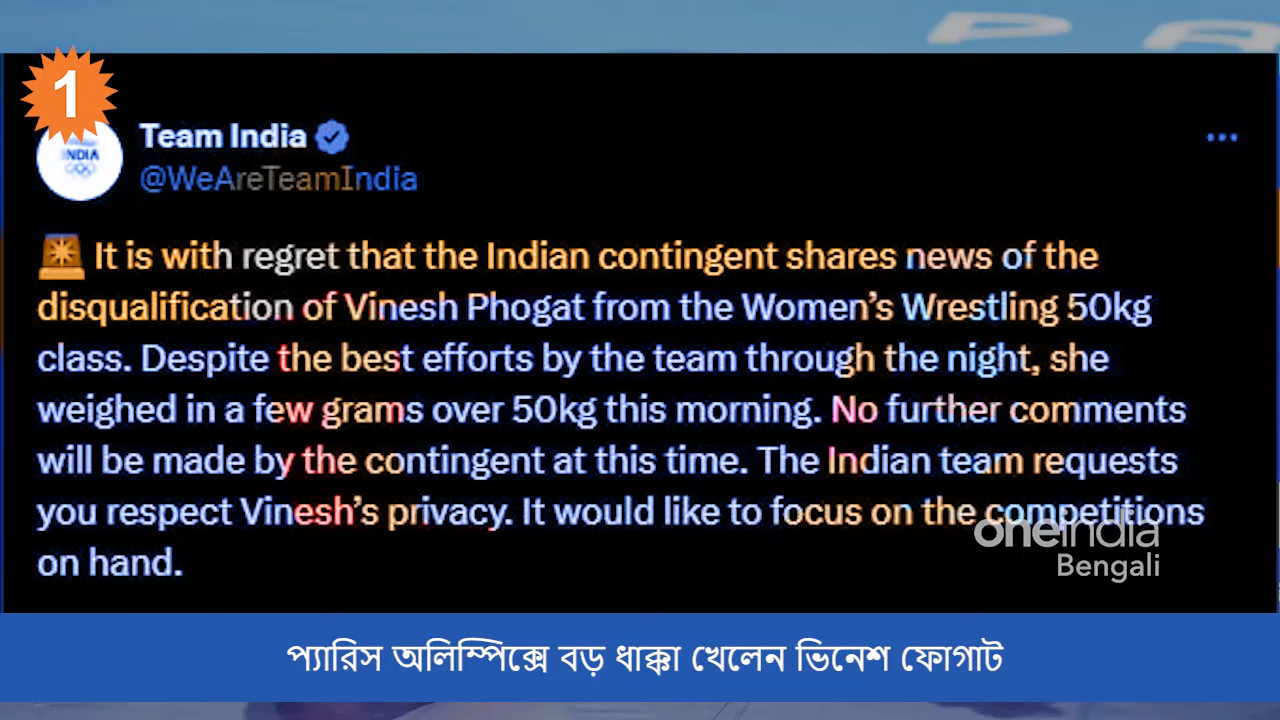 P A
1
INDIA
Team India
@WeAreTeamIndia
It is with regret that the Indian contingent shares news of the
disqualification of Vinesh Phogat from the Women’s Wrestling 50kg
class. Despite the best efforts by the team through the night, she
weighed in a few grams over 50kg this morning. No further comments
will be made by the contingent at this time. The Indian team requests
you respect Vinesh’s privacy. It would like to focus on the competitions
on hand.
oneindia
Bengali
প্যারিস অলিম্পিক্সে বড় ধাক্কা খেলেন ভিনেশ ফোগাট